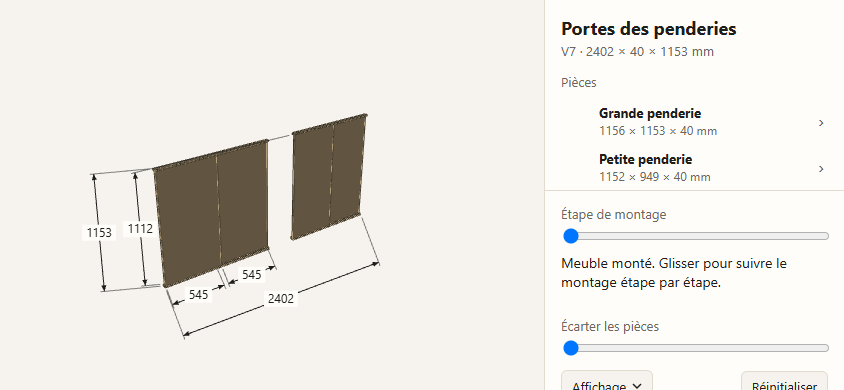 Portes des penderies
V7 · 2402 × 40 × 1153 mm
Pièces
Grande penderie
1156 × 1153 × 40 mm
›
Petite penderie
1152 × 949 × 40 mm
›
Étape de montage
Meuble monté. Glisser pour suivre le
montage étape par étape.
Écarter les pièces
Affichage
Réinitialiser
1153
1112
545
545
2402